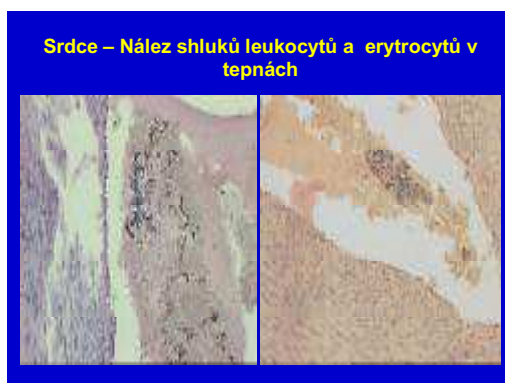 Srdce – Nález shluků leukocytů a erytrocytů v
tepnách